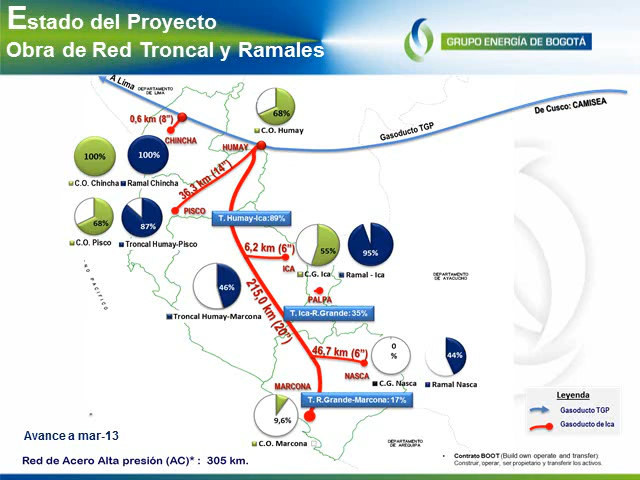 Estado del Proyecto
Obra de Red Troncal y Ramales
GRUPO ENERGÍA DE BOGOTÁ
A Lima
DEPARTAMENTO
DE LIMA
0,6 km (8")
CHINCHA
68%
C.O. Humay
De Cusco: CAMISEA
Gasoducto TGP
HUMAY
100%
C.O. Chincha
100%
Ramal Chincha
36,3 km (14")
PISCO
68%
C.O. Pisco
87%
Troncal Humay-Pisco
T. Humay-Ica:89%
6,2 km (6")
ICA
55%
C.G. Ica
95%
Ramal - Ica
DEPARTAMENTO
DE AYACUCHO
NO PACIFICO
46%
Troncal Humay-Marcona
215,0 km (20")
PALPA
T. Ica-R.Grande: 35%
46,7 km (6")
NASCA
0
%
C.G. Nasca
44%
Ramal Nasca
MARCONA
T. R.Grande-Marcona: 17%
9,6%
C.O. Marcona
Leyenda
Gasoducto TGP
Gasoducto de Ica
DEPARTAMENTO
DE AREQUIPA
Avance a mar-13
Red de Acero Alta presión (AC)* : 305 km.
• Contrato BOOT (Build own operate and transfer):
Construir, operar, ser propietario y transferir los activos.